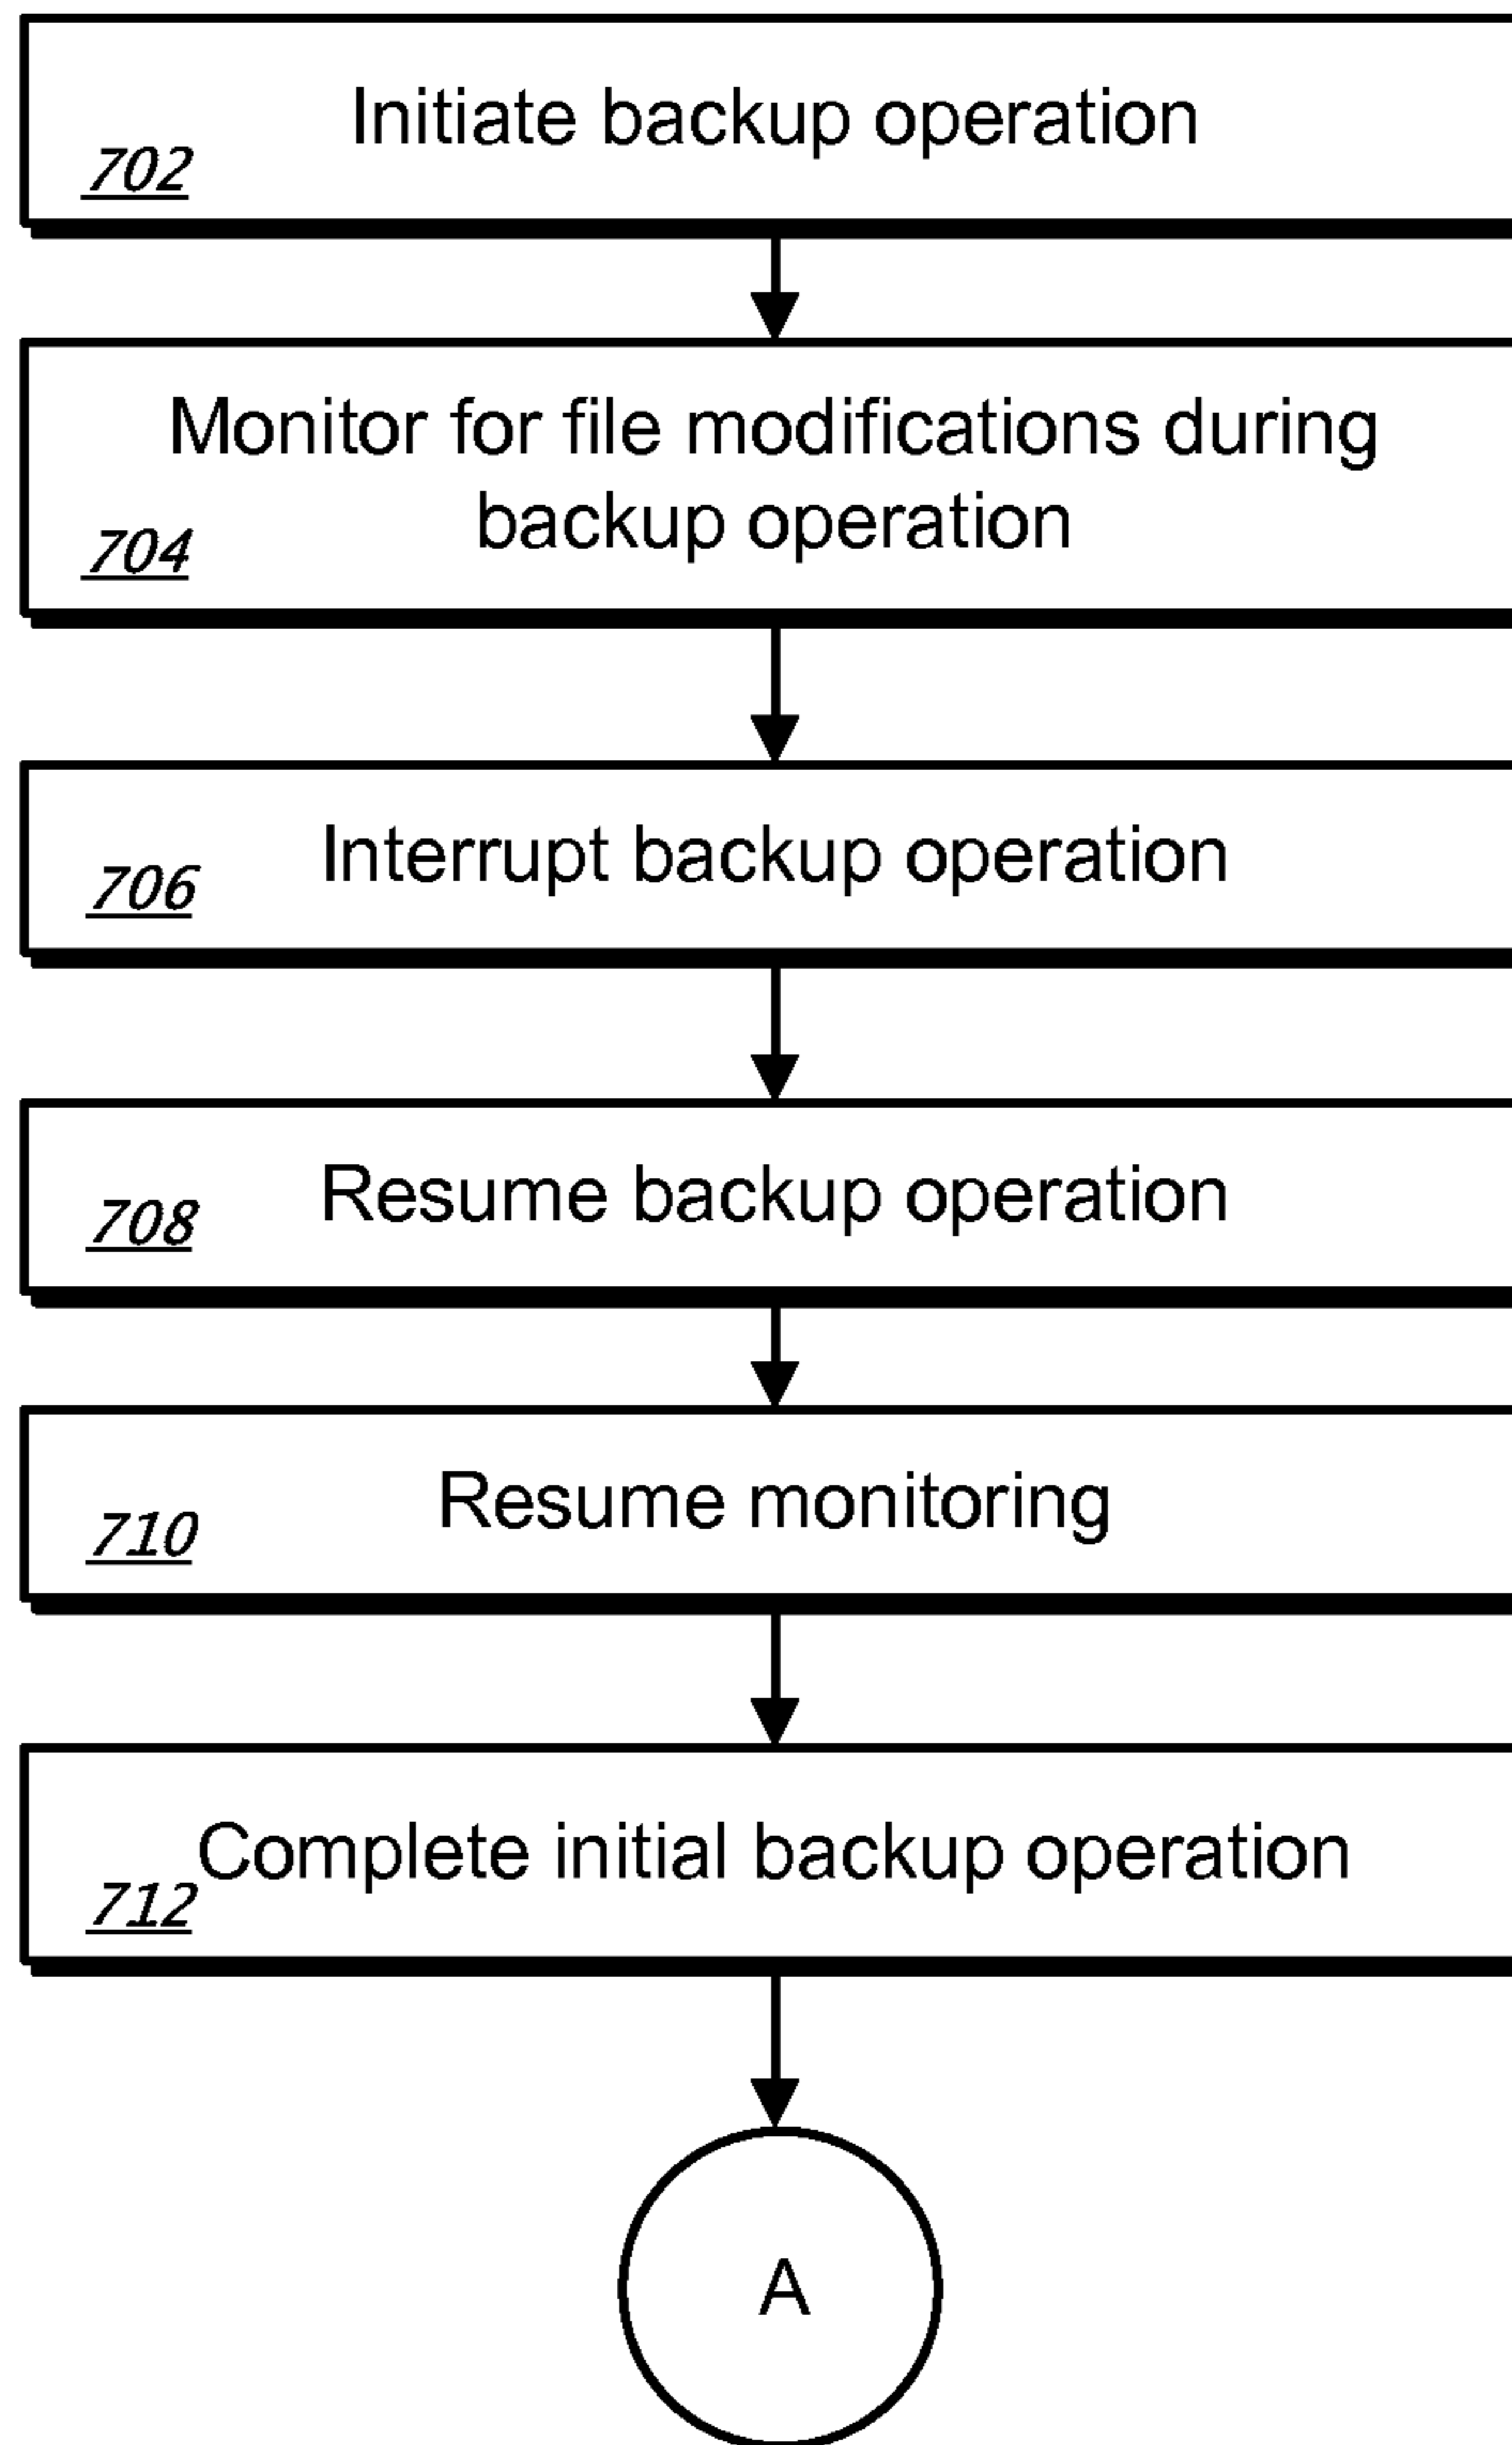 Initiate backup operation
702
Monitor for file modifications during
backup operation
704
Interrupt backup operation
706
Resume backup operation
708
Resume monitoring
710
Complete initial backup operation
712
A